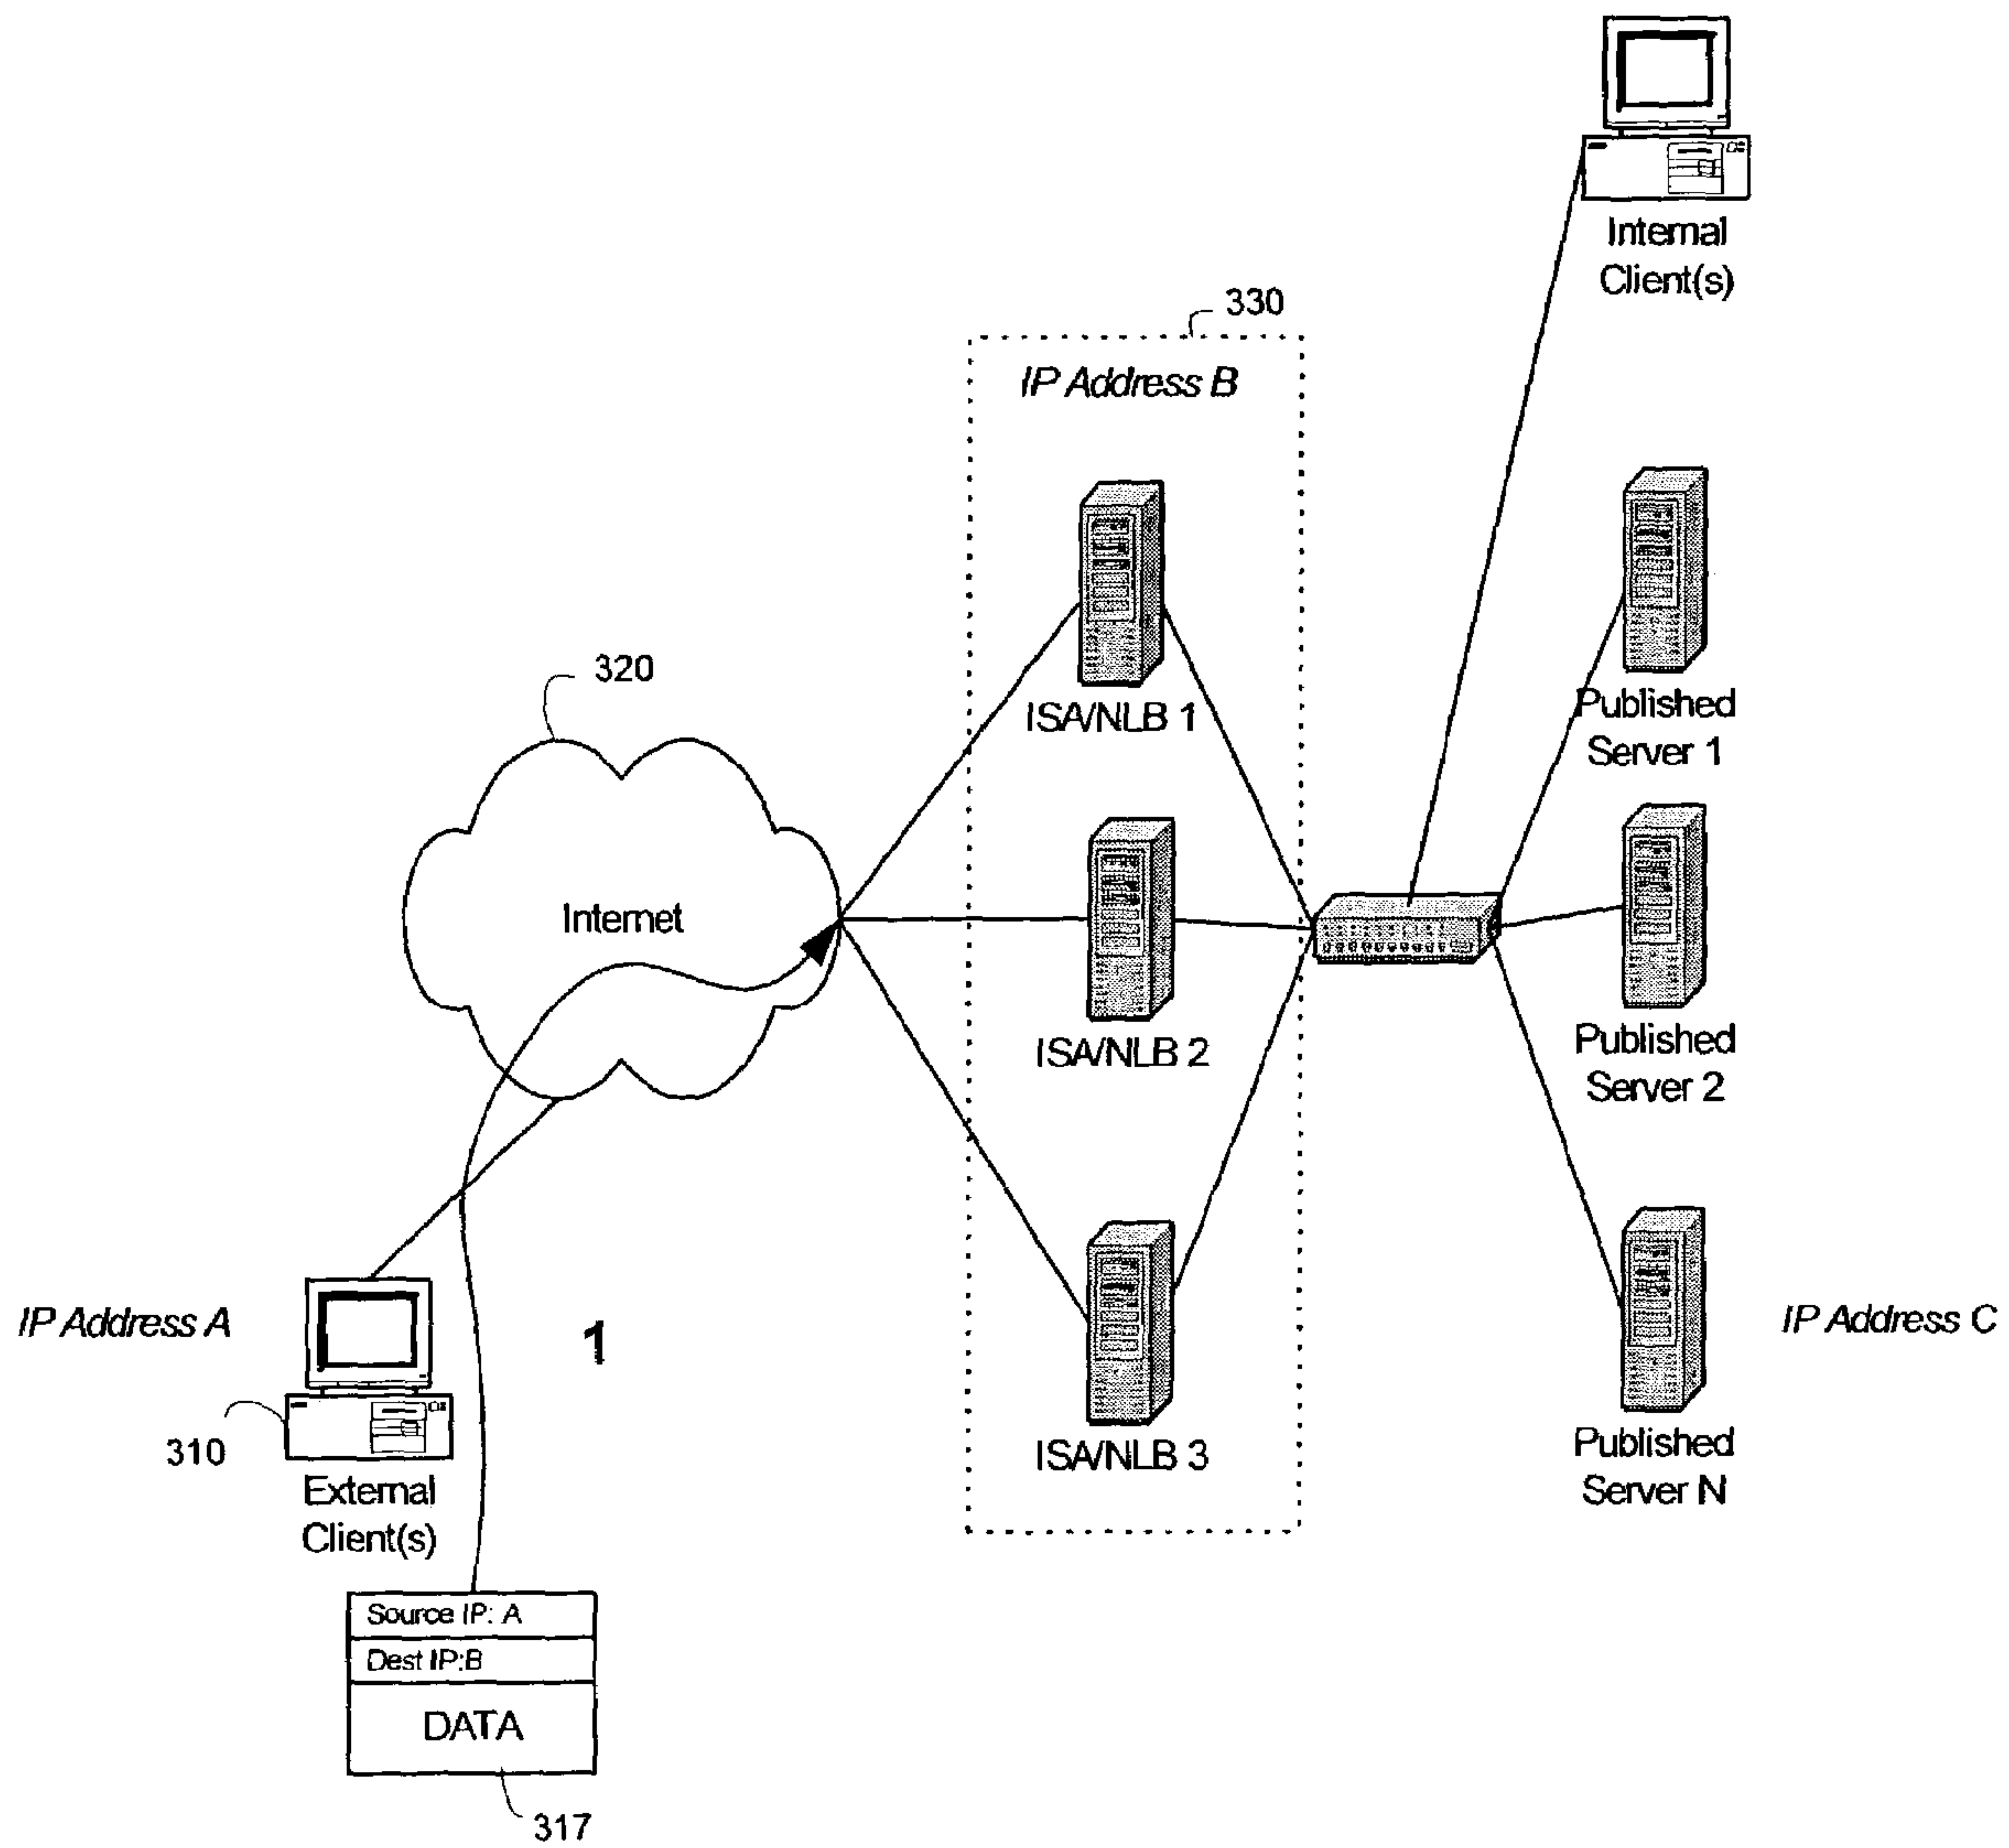 Internal
Client(s)
330
IP Address B
320
ISA/NLB 1
Published
Server 1
Internet
ISA/NLB 2
Published
Server 2
IP Address A
1
IP Address C
310
External
Client(s)
ISA/NLB 3
Published
Server N
Source IP: A
Dest IP:B
DATA
317